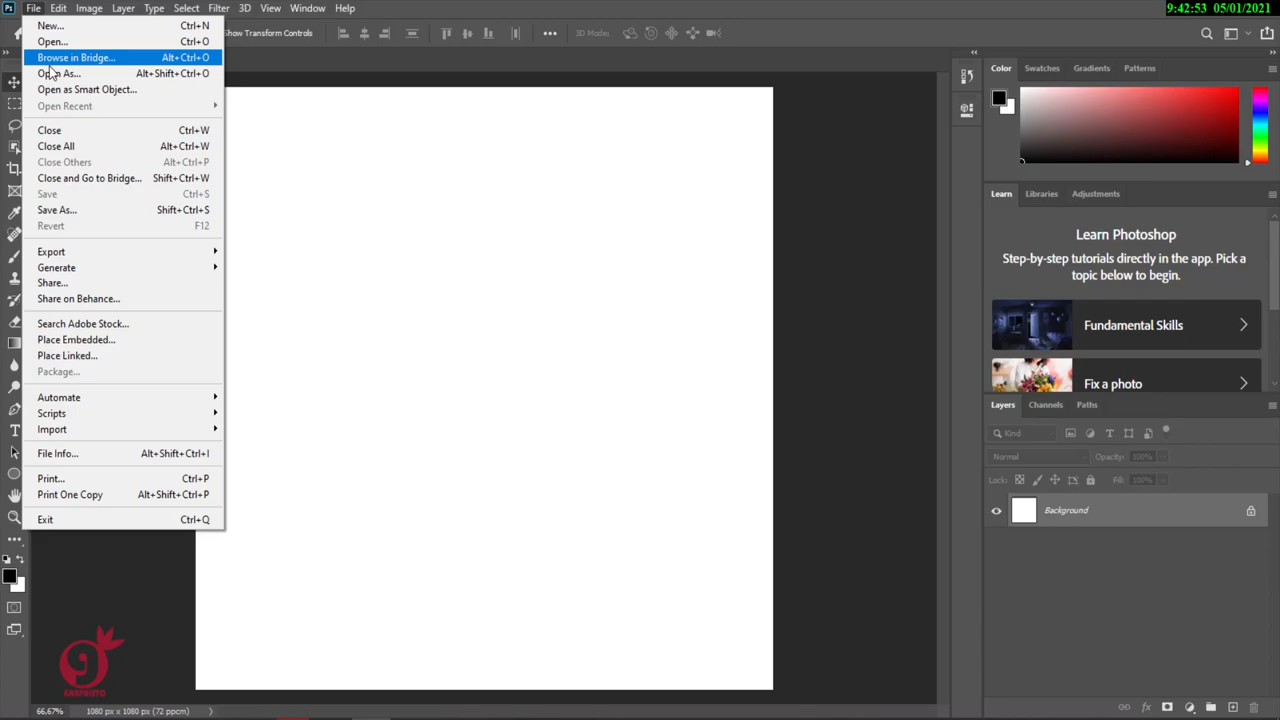 Ps File Edit Image Layer Type Select Filter 3D View Window Help
9:42:53 05/01/2021
Show Transform Controls
3D Mode:
New... Ctrl+N
Open... Ctrl+O
Browse in Bridge... Alt+Ctrl+O
Open As... Alt+Shift+Ctrl+O
Open as Smart Object...
Open Recent
Close Ctrl+W
Close All Alt+Ctrl+W
Close Others Alt+Ctrl+P
Close and Go to Bridge... Shift+Ctrl+W
Save Ctrl+S
Save As... Shift+Ctrl+S
Revert F12
Export
Generate
Share...
Share on Behance...
Search Adobe Stock...
Place Embedded...
Place Linked...
Package...
Automate
Scripts
Import
File Info... Alt+Shift+Ctrl+I
Print... Ctrl+P
Print One Copy Alt+Shift+Ctrl+P
Exit Ctrl+Q
Color Swatches Gradients Patterns
Learn Libraries Adjustments
Learn Photoshop
Step-by-step tutorials directly in the app. Pick a
topic below to begin.
Fundamental Skills
Fix a photo
Layers Channels Paths
Kind
Normal Opacity: 100%
Lock: Fill: 100%
Background
66,67% 1080 px x 1080 px (72 ppcm)